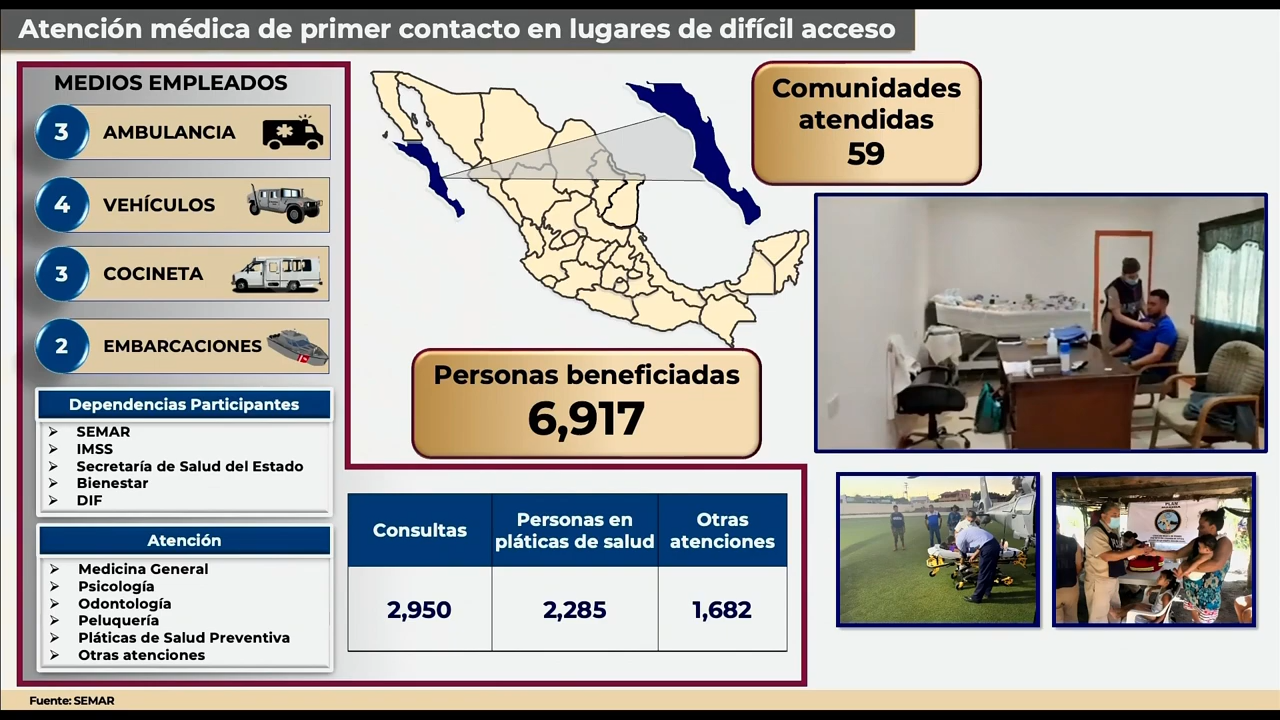 Atención médica de primer contacto en lugares de difícil acceso
MEDIOS EMPLEADOS
3 AMBULANCIA
4 VEHÍCULOS
3 COCINETA
2 EMBARCACIONES
Dependencias Participantes
SEMAR
IMSS
Secretaría de Salud del Estado
Bienestar
DIF
Atención
Medicina General
Psicología
Odontología
Peluquería
Pláticas de Salud Preventiva
Otras atenciones
Comunidades
atendidas
59
Personas beneficiadas
6,917
Consultas
Personas en
pláticas de salud
Otras
atenciones
2,950
2,285
1,682
PLAN
Fuente: SEMAR